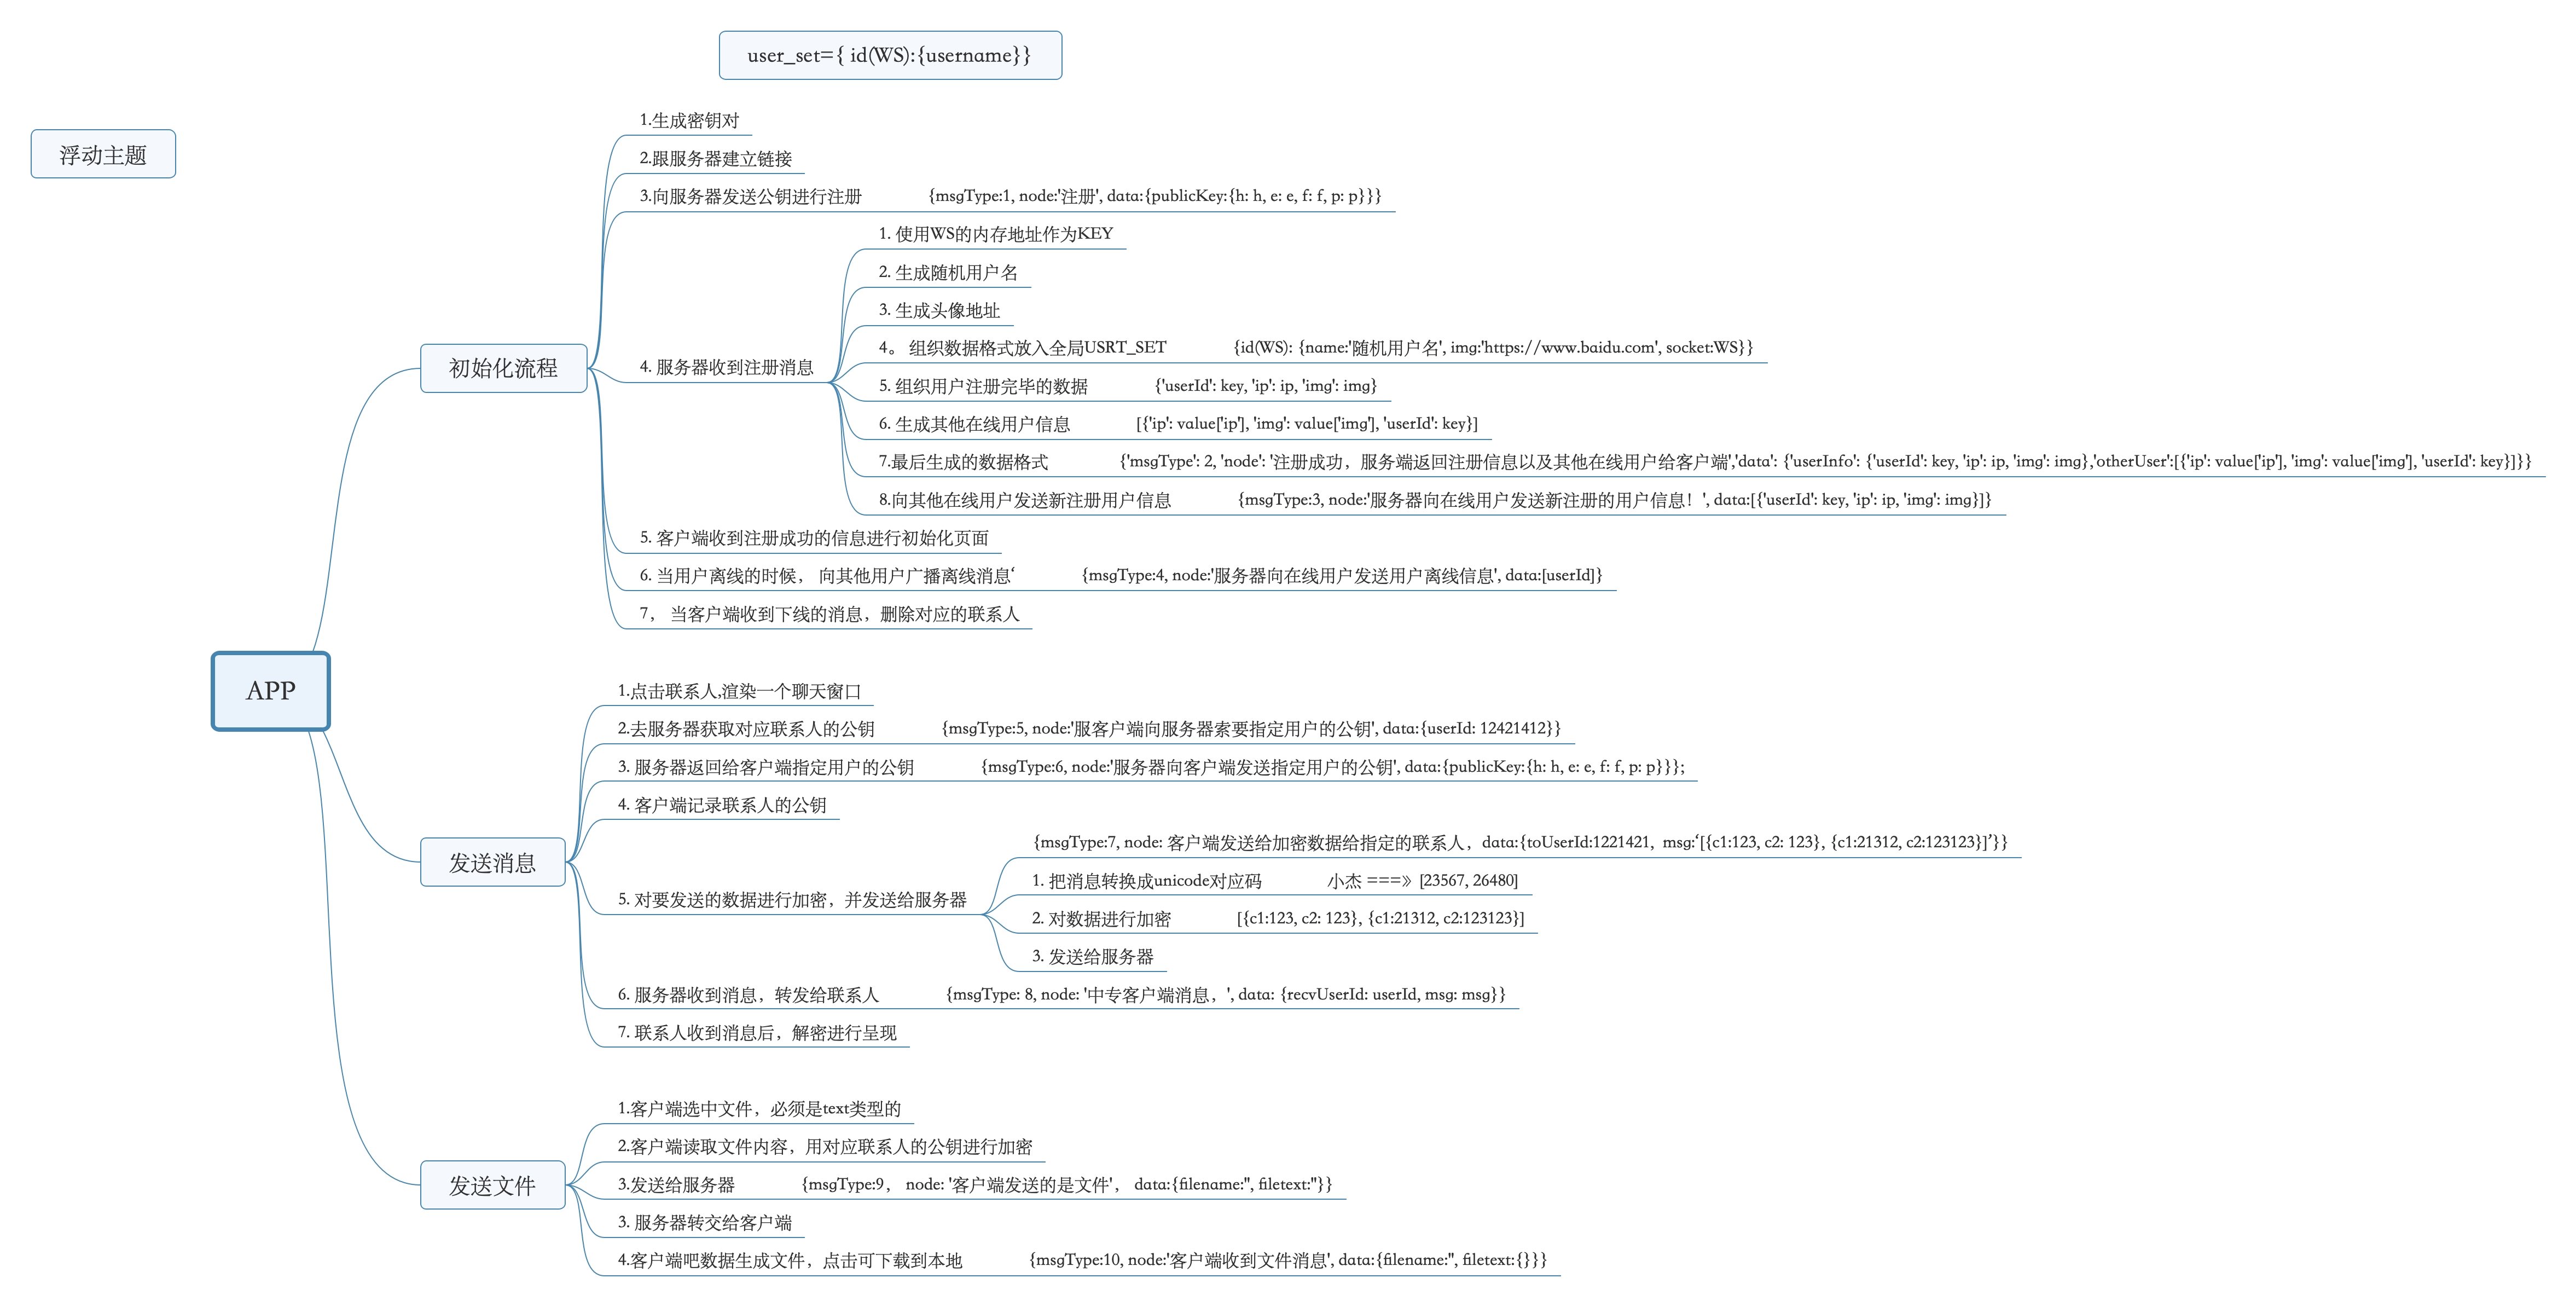 user_set={ id(WS):{username}}
浮动主题
APP
初始化流程
1.生成密钥对
2.跟服务器建立链接
3.向服务器发送公钥进行注册
{msgType:1, node:'注册', data:{publicKey:{h: h, e: e, f: f, p: p}}}
4. 服务器收到注册消息
1. 使用WS的内存地址作为KEY
2. 生成随机用户名
3. 生成头像地址
4。 组织数据格式放入全局USRT_SET
{id(WS): {name:'随机用户名', img:'https://www.baidu.com', socket:WS}}
5. 组织用户注册完毕的数据
{'userId': key, 'ip': ip, 'img': img}
6. 生成其他在线用户信息
[{'ip': value['ip'], 'img': value['img'], 'userId': key}]
7.最后生成的数据格式
{'msgType': 2, 'node': '注册成功，服务端返回注册信息以及其他在线用户给客户端','data': {'userInfo': {'userId': key, 'ip': ip, 'img': img},'otherUser':[{'ip': value['ip'], 'img': value['img'], 'userId': key}]}}
8.向其他在线用户发送新注册用户信息
{msgType:3, node:'服务器向在线用户发送新注册的用户信息！', data:[{'userId': key, 'ip': ip, 'img': img}]}
5. 客户端收到注册成功的信息进行初始化页面
6. 当用户离线的时候， 向其他用户广播离线消息‘
{msgType:4, node:'服务器向在线用户发送用户离线信息', data:[userId]}
7， 当客户端收到下线的消息，删除对应的联系人
发送消息
1.点击联系人,渲染一个聊天窗口
2.去服务器获取对应联系人的公钥
{msgType:5, node:'服客户端向服务器索要指定用户的公钥', data:{userId: 12421412}}
3. 服务器返回给客户端指定用户的公钥
{msgType:6, node:'服务器向客户端发送指定用户的公钥', data:{publicKey:{h: h, e: e, f: f, p: p}}};
4. 客户端记录联系人的公钥
5. 对要发送的数据进行加密，并发送给服务器
{msgType:7, node: 客户端发送给加密数据给指定的联系人，data:{toUserId:1221421, msg:‘[{c1:123, c2: 123}, {c1:21312, c2:123123}]’}}
1. 把消息转换成unicode对应码
小杰 ===》 [23567, 26480]
2. 对数据进行加密
[{c1:123, c2: 123}, {c1:21312, c2:123123}]
3. 发送给服务器
6. 服务器收到消息，转发给联系人
{msgType: 8, node: '中专客户端消息，', data: {recvUserId: userId, msg: msg}}
7. 联系人收到消息后，解密进行呈现
发送文件
1.客户端选中文件，必须是text类型的
2.客户端读取文件内容，用对应联系人的公钥进行加密
3.发送给服务器
{msgType:9， node: '客户端发送的是文件'， data:{filename:'', filetext:''}}
3. 服务器转交给客户端
4.客户端吧数据生成文件，点击可下载到本地
{msgType:10, node:'客户端收到文件消息', data:{filename:'', filetext:{}}}